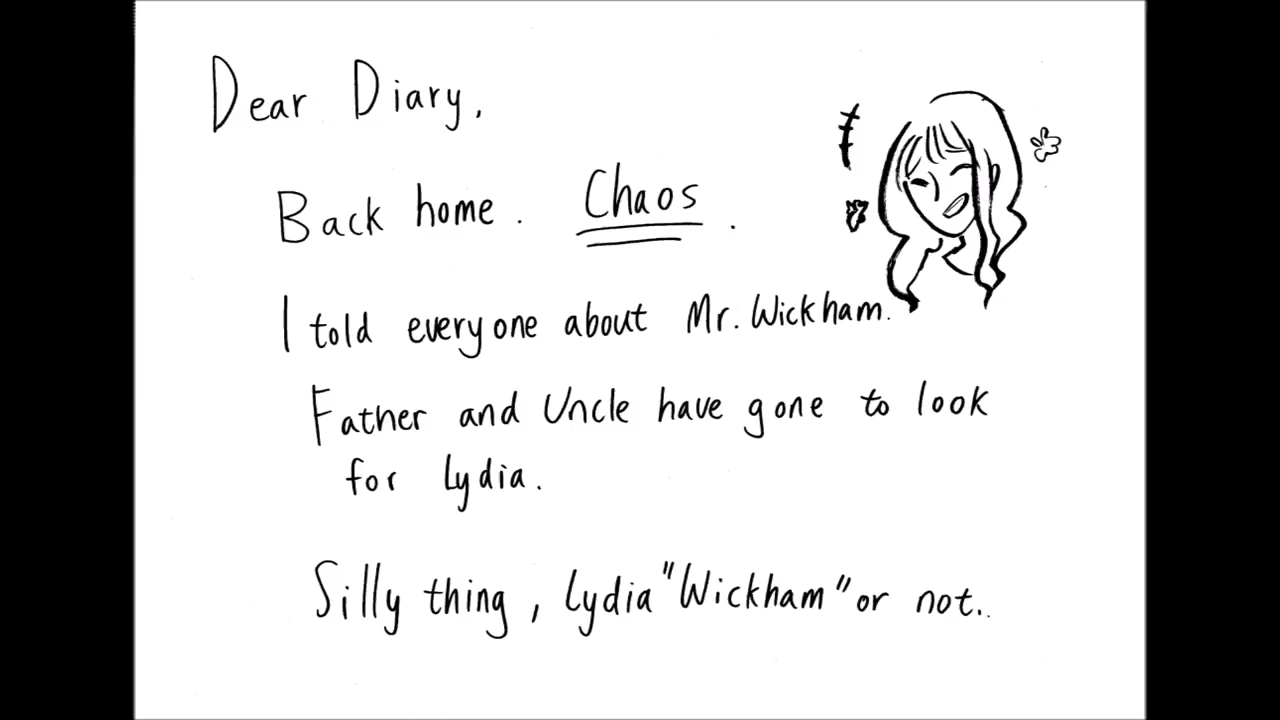 Dear Diary,
Back home. Chaos.
I told everyone about Mr. Wickham.
Father and Uncle have gone to look
for Lydia.
Silly thing, Lydia "Wickham" or not..